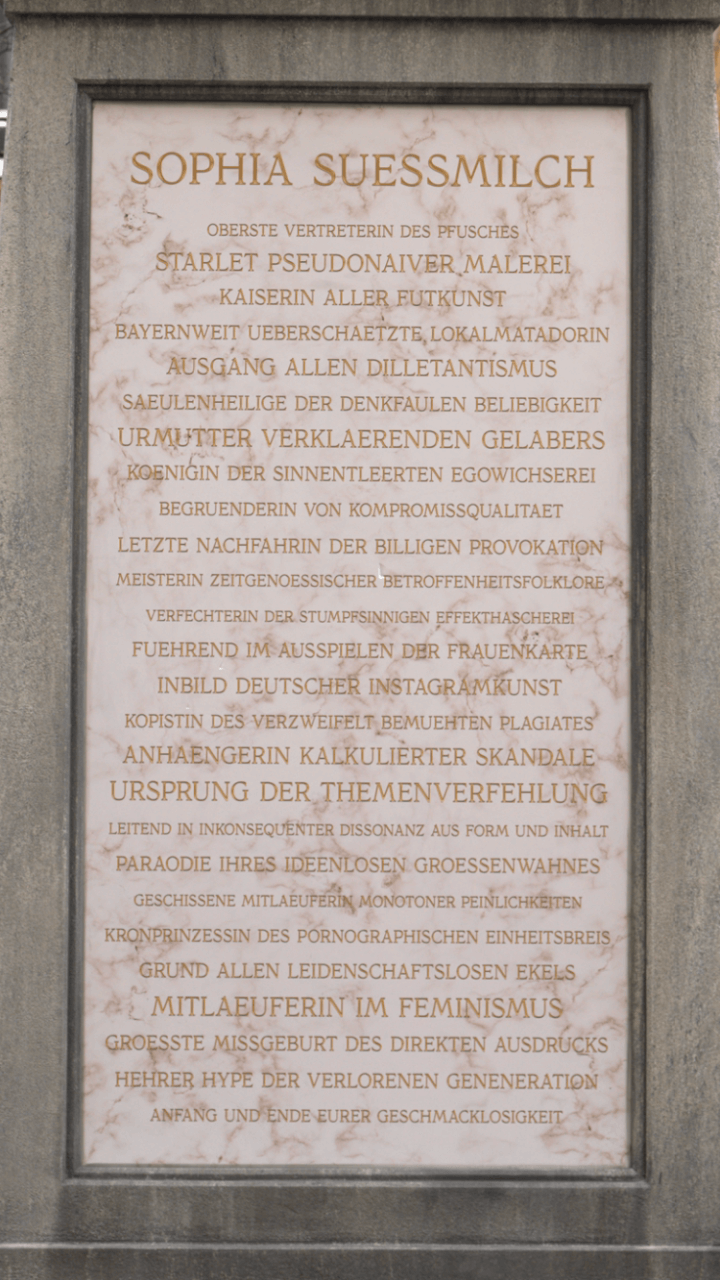 SOPHIA SUESSMILCH
OBERSTE VERTRETERIN DES PFUSCHES
STARLET PSEUDONAIVER MALEREI
KAISERIN ALLER FUTKUNST
BAYERNWEIT UEBERSCHAETZTE LOKALMATADORIN
AUSGANG ALLEN DILLETANTISMUS
SAEULENHEILIGE DER DENKFAULEN BELIEBIGKEIT
URMUTTER VERKLAERENDEN GELABERS
KOENIGIN DER SINNENTLEERTEN EGOWICHSEREI
BEGRUENDERIN VON KOMPROMISSQUALITAET
LETZTE NACHFAHRIN DER BILLIGEN PROVOKATION
MEISTERIN ZEITGENOESSISCHER BETROFFENHEITSFOLKLORE
VERFECHTERIN DER STUMPFSINNIGEN EFFEKTHASCHEREI
FUEHREND IM AUSSPIELEN DER FRAUENKARTE
INBILD DEUTSCHER INSTAGRAMKUNST
KOPISTIN DES VERZWEIFELT BEMUEHTEN PLAGIATES
ANHAENGERIN KALKULIERTER SKANDALE
URSPRUNG DER THEMENVERFEHLUNG
LEITEND IN INKONSEQUENTER DISSONANZ AUS FORM UND INHALT
PARAODIE IHRES IDEENLOSEN GROESSENWAHNES
GESCHISSENE MITLAEUFERIN MONOTONER PEINLICHKEITEN
KRONPRINZESSIN DES PORNOGRAPHISCHEN EINHEITSBREIS
GRUND ALLEN LEIDENSCHAFTSLOSEN EKELS
MITLAEUFERIN IM FEMINISMUS
GROESSTE MISSGEBURT DES DIREKTEN AUSDRUCKS
HEHRER HYPE DER VERLORENEN GENENERATION
ANFANG UND ENDE EURER GESCHMACKLOSIGKEIT